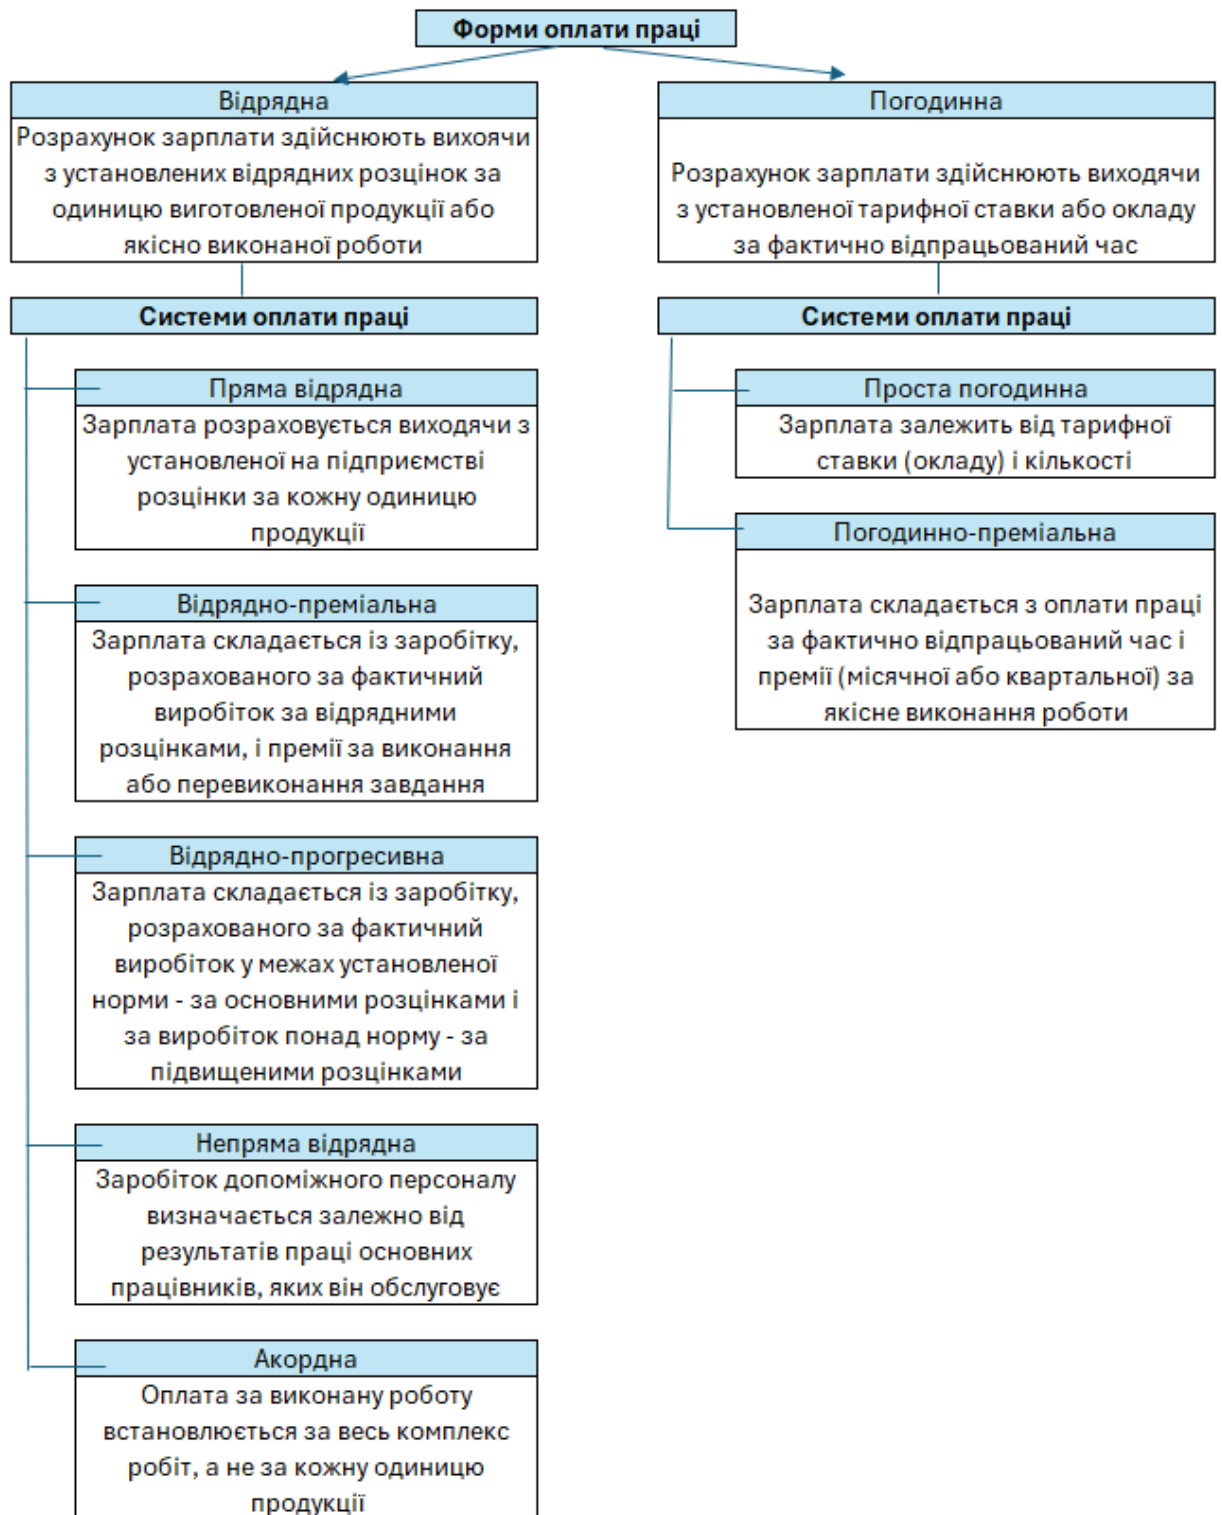 Форми оплати праці
Відрядна
Розрахунок зарплати здійснюють вихоячи
з установлених відрядних розцінок за
одиницю виготовленої продукції або
якісно виконаної роботи
Системи оплати праці
Пряма відрядна
Зарплата розраховується виходячи з
установленої на підприємстві
розцінки за кожну одиницю
продукції
Відрядно-преміальна
Зарплата складається із заробітку,
розрахованого за фактичний
виробіток за відрядними
розцінками, і премії за виконання
або перевиконання завдання
Відрядно-прогресивна
Зарплата складається із заробітку,
розрахованого за фактичний
виробіток у межах установленої
норми - за основними розцінками і
за виробіток понад норму - за
підвищеними розцінками
Непряма відрядна
Заробіток допоміжного персоналу
визначається залежно від
результатів праці основних
працівників, яких він обслуговує
Акордна
Оплата за виконану роботу
встановлюється за весь комплекс
робіт, а не за кожну одиницю
продукції
Погодинна
Розрахунок зарплати здійснюють виходячи
з установленої тарифної ставки або окладу
за фактично відпрацьований час
Системи оплати праці
Проста погодинна
Зарплата залежить від тарифної
ставки (окладу) і кількості
Погодинно-преміальна
Зарплата складається з оплати праці
за фактично відпрацьований час і
премії (місячної або квартальної) за
якісне виконання роботи